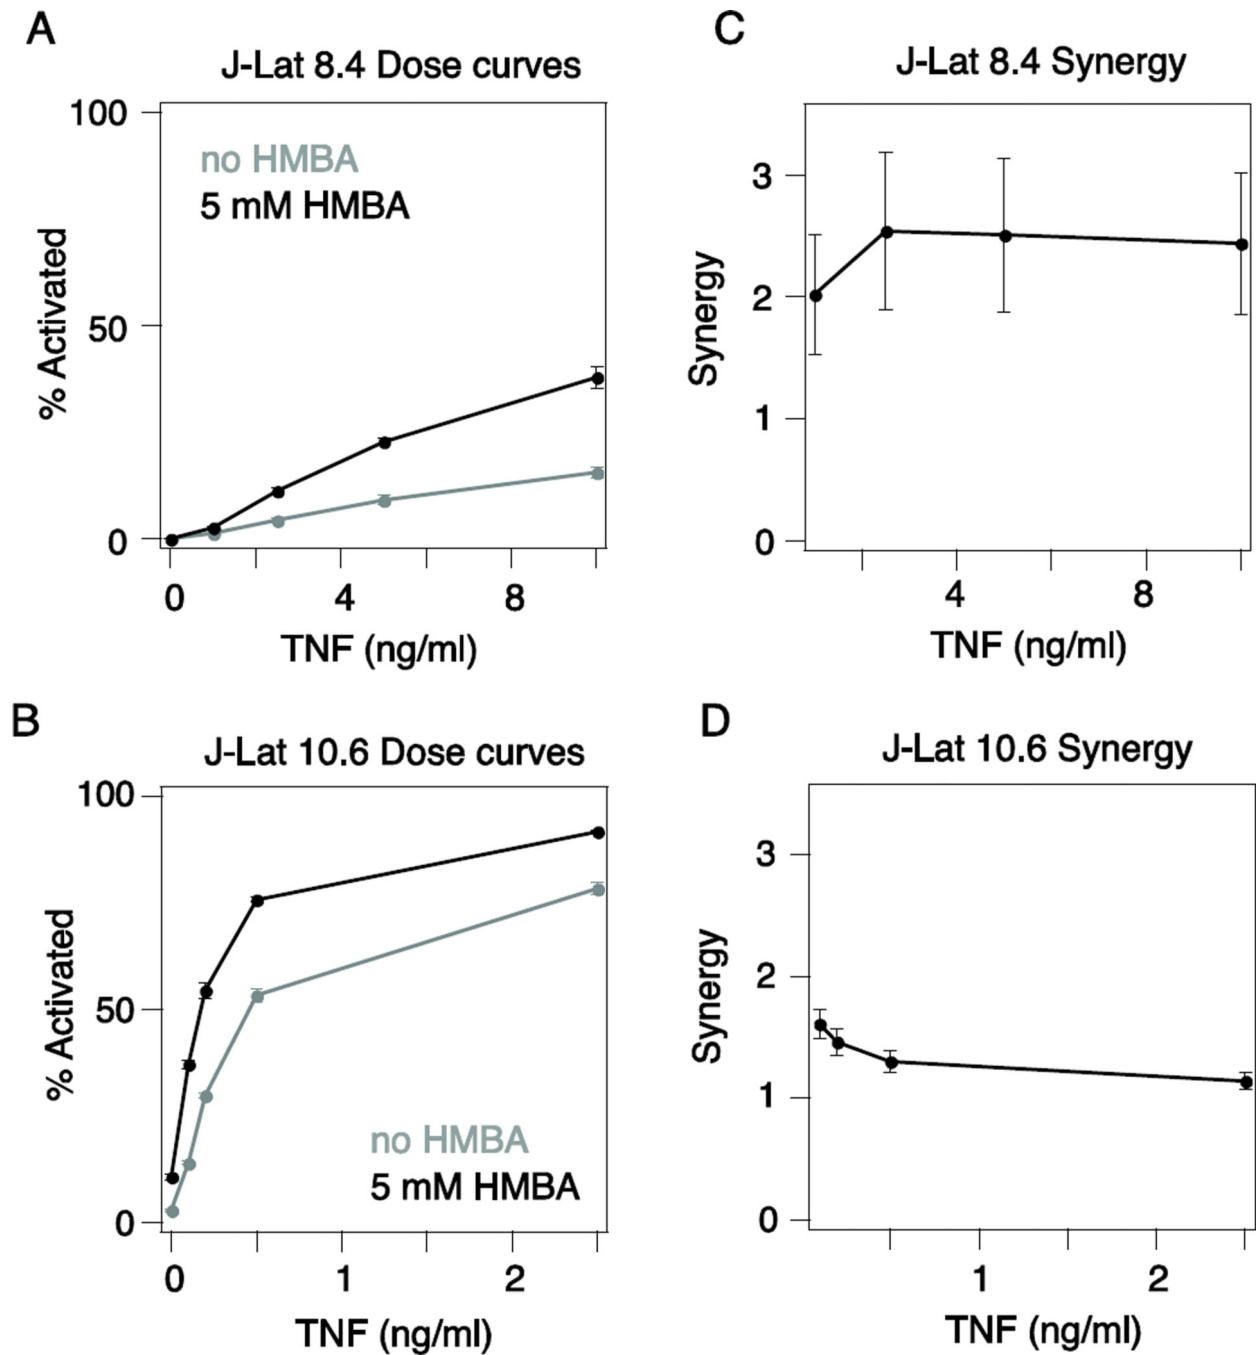 A
J-Lat 8.4 Dose curves
100
50
0
% Activated
no HMBA
5 mM HMBA
0 4 8
TNF (ng/ml)
C
J-Lat 8.4 Synergy
3
2
1
0
Synergy
4 8
TNF (ng/ml)
B
J-Lat 10.6 Dose curves
100
50
0
% Activated
no HMBA
5 mM HMBA
0 1 2
TNF (ng/ml)
D
J-Lat 10.6 Synergy
3
2
1
0
Synergy
1 2
TNF (ng/ml)